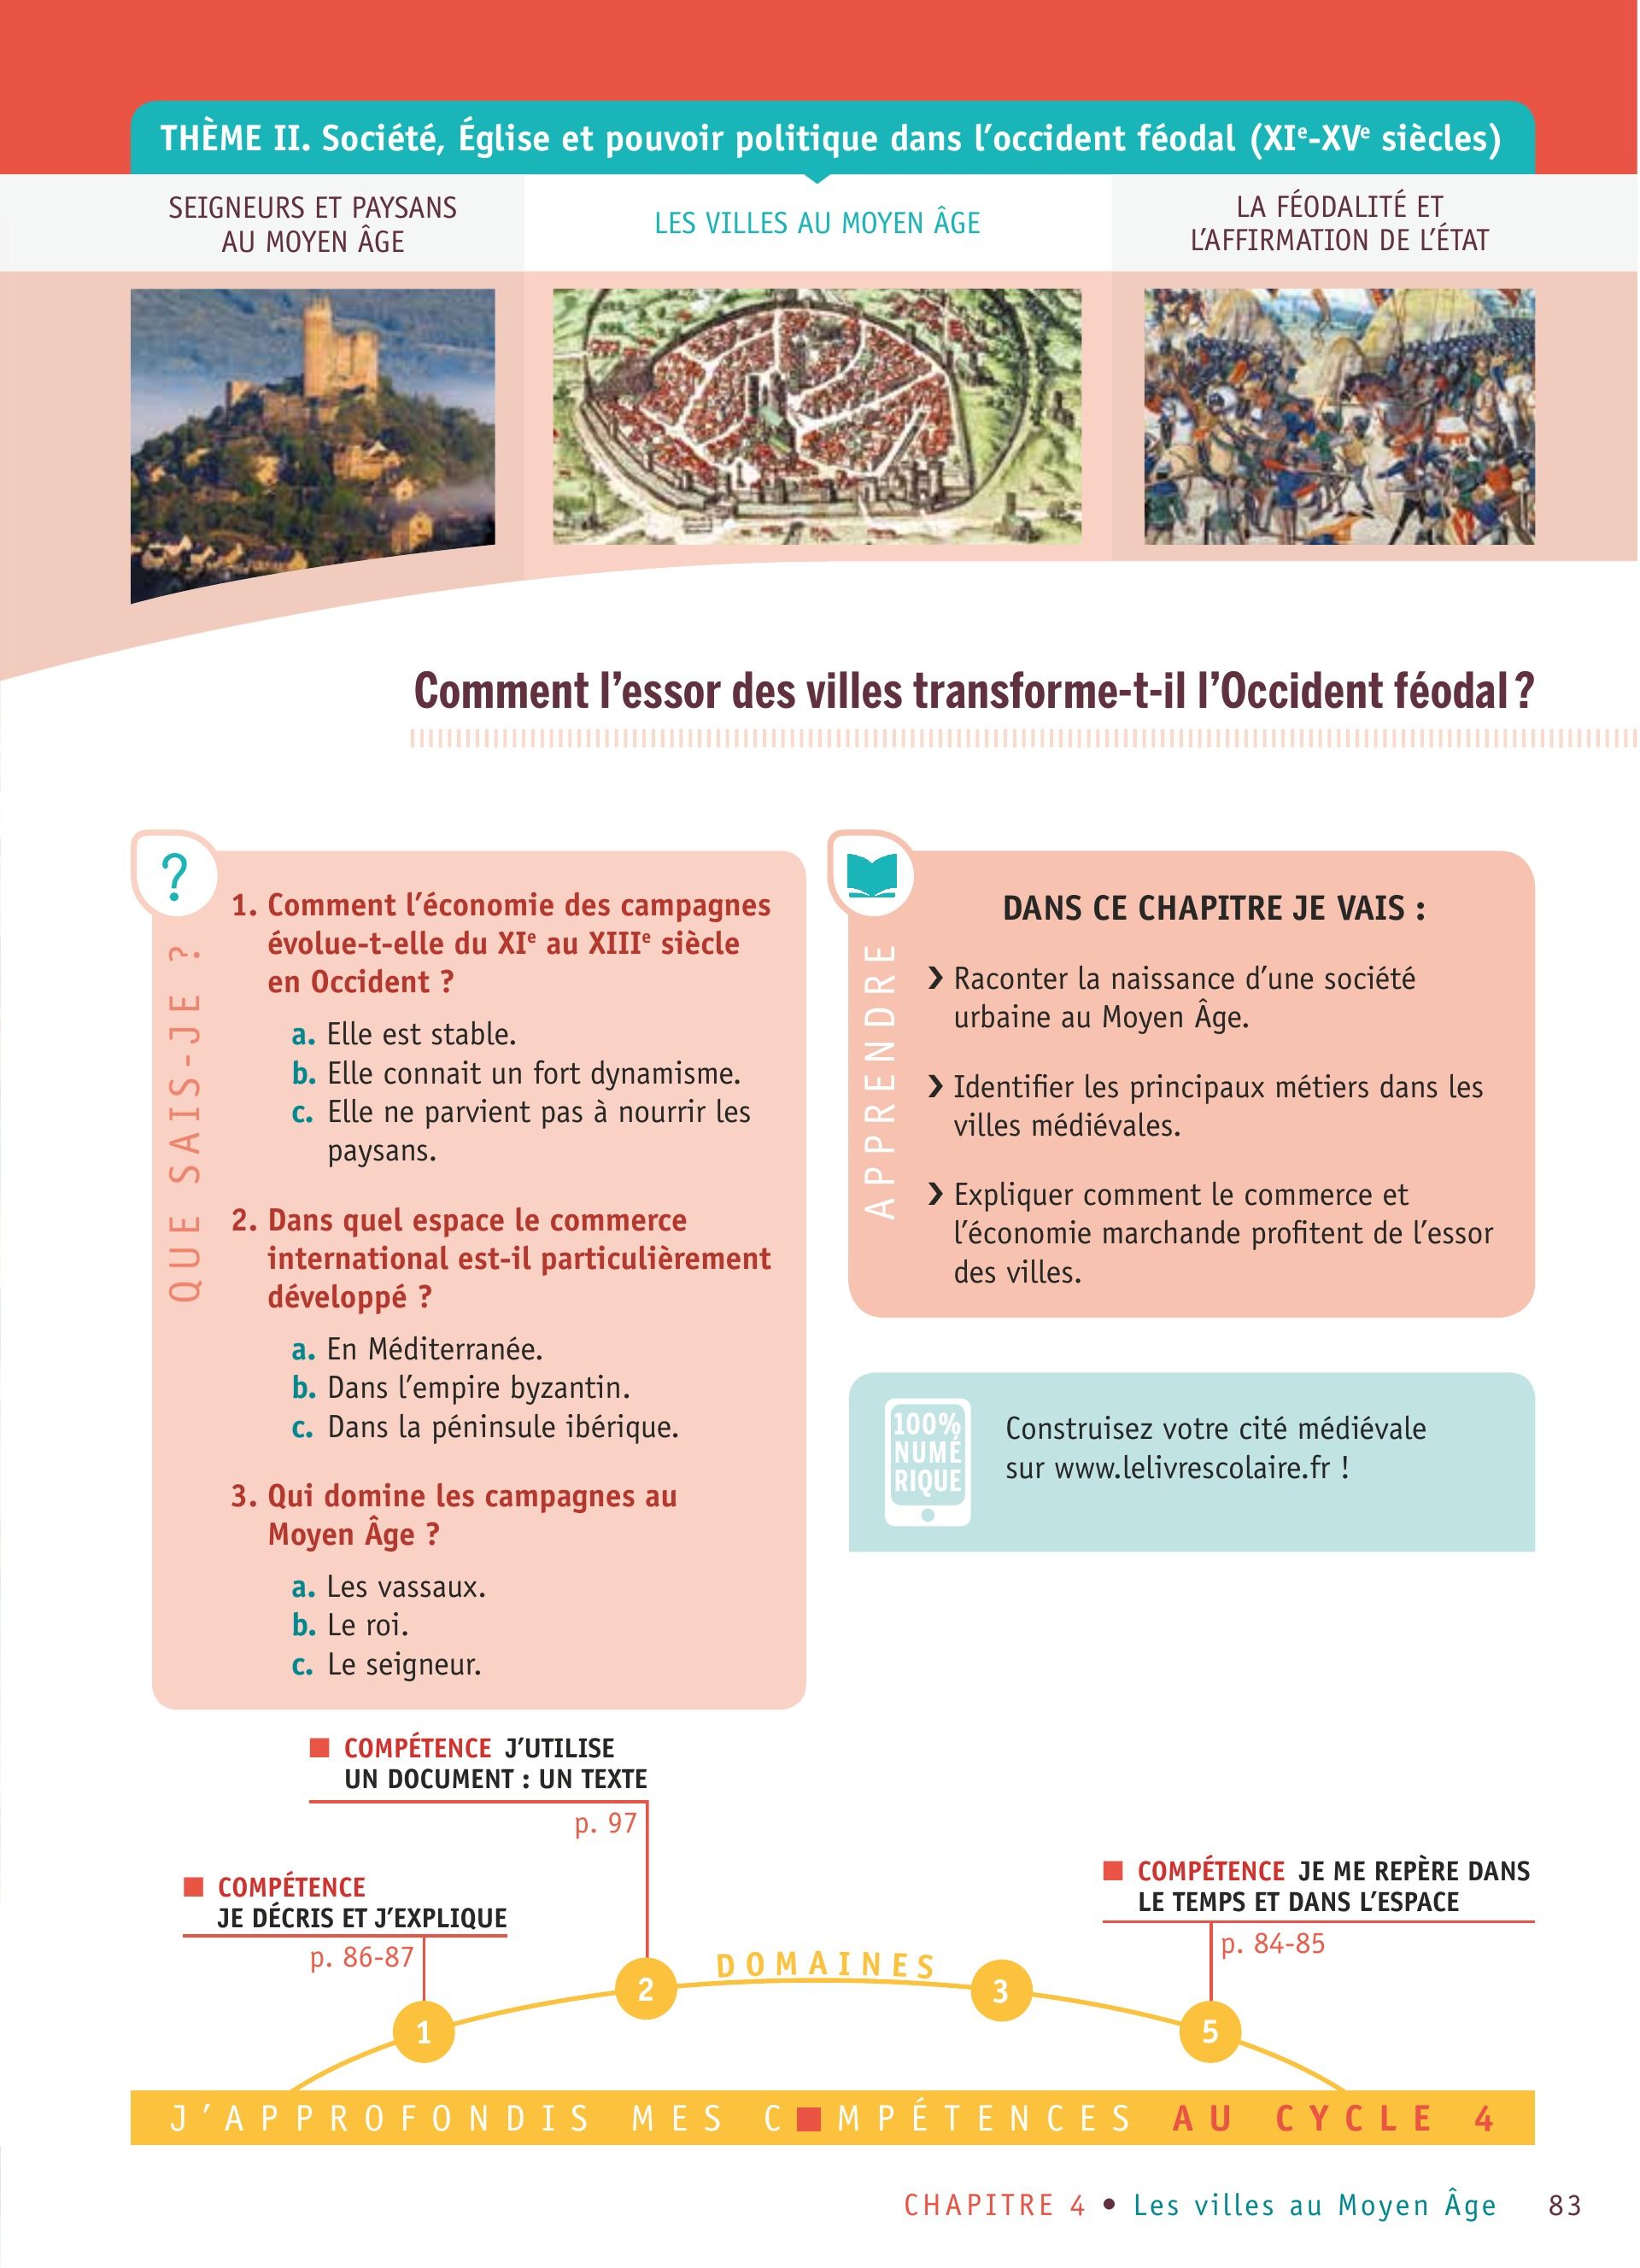 THÈME II. Société, Église et pouvoir politique dans l’occident féodal (XIe-XVe siècles)
SEIGNEURS ET PAYSANS
AU MOYEN ÂGE
LES VILLES AU MOYEN ÂGE
LA FÉODALITÉ ET
L’AFFIRMATION DE L’ÉTAT
Comment l’essor des villes transforme-t-il l’Occident féodal ?
?
QUE SAIS-JE ?
1. Comment l’économie des campagnes
évolue-t-elle du XIe au XIIIe siècle
en Occident ?
a. Elle est stable.
b. Elle connait un fort dynamisme.
c. Elle ne parvient pas à nourrir les
paysans.
2. Dans quel espace le commerce
international est-il particulièrement
développé ?
a. En Méditerranée.
b. Dans l’empire byzantin.
c. Dans la péninsule ibérique.
3. Qui domine les campagnes au
Moyen Âge ?
a. Les vassaux.
b. Le roi.
c. Le seigneur.
APPRENDRE
DANS CE CHAPITRE JE VAIS :
❯ Raconter la naissance d’une société
urbaine au Moyen Âge.
❯ Identifier les principaux métiers dans les
villes médiévales.
❯ Expliquer comment le commerce et
l’économie marchande profitent de l’essor
des villes.
100%
NUMÉ
RIQUE
Construisez votre cité médiévale
sur www.lelivrescolaire.fr !
■ COMPÉTENCE J’UTILISE
UN DOCUMENT : UN TEXTE
p. 97
■ COMPÉTENCE
JE DÉCRIS ET J’EXPLIQUE
p. 86-87
■ COMPÉTENCE JE ME REPÈRE DANS
LE TEMPS ET DANS L’ESPACE
p. 84-85
DOMAINES
1
2
3
5
J’APPROFONDIS MES C■MPÉTENCES AU CYCLE 4
CHAPITRE 4 • Les villes au Moyen Âge 83